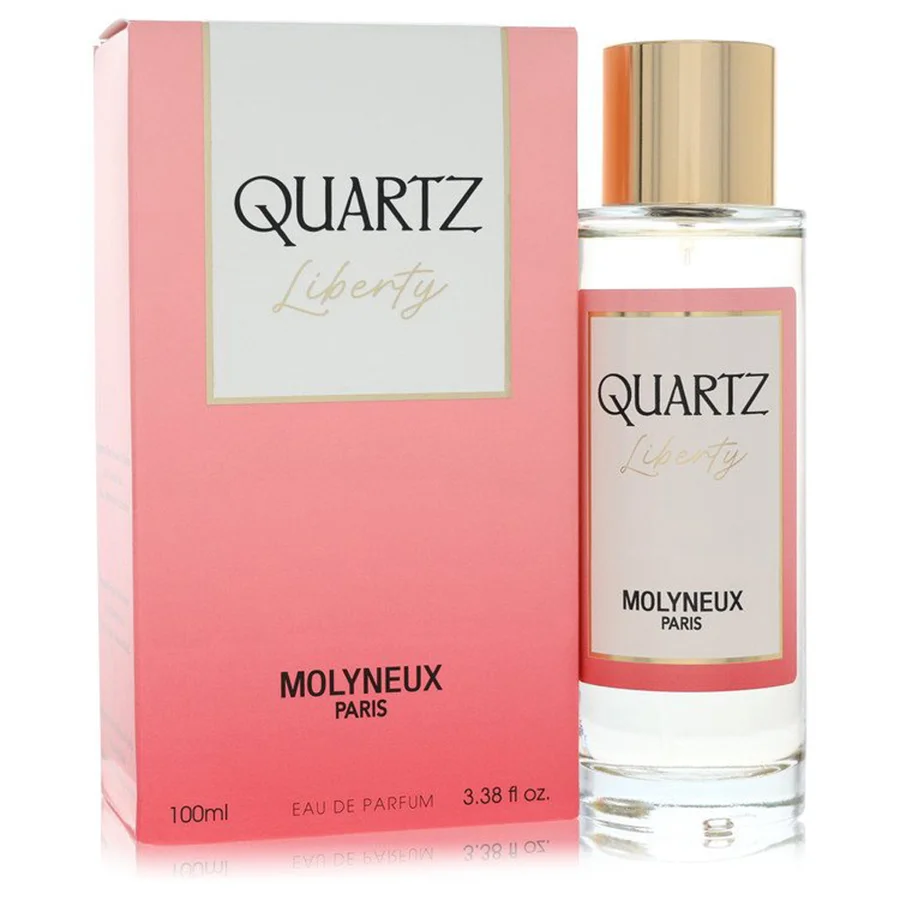 QUARTZ
Liberty
MOLYNEUX
PARIS
100ml
EAU DE PARFUM
3.38 fl oz.
QUARTZ
Liberty
MOLYNEUX
PARIS